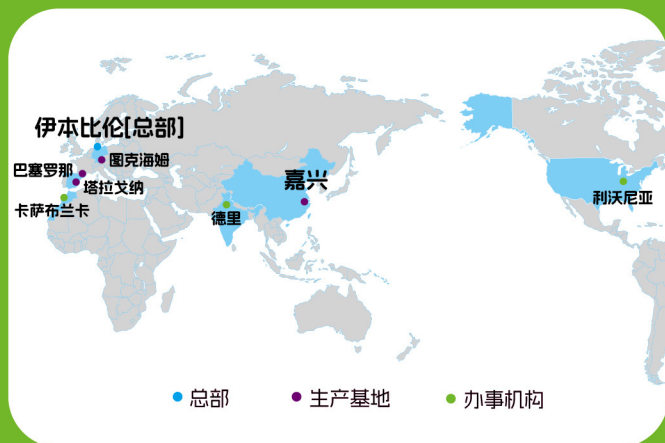 伊本比伦[总部]
图克海姆
巴塞罗那
塔拉戈纳
卡萨布兰卡
德里
嘉兴
利沃尼亚
总部
生产基地
办事机构